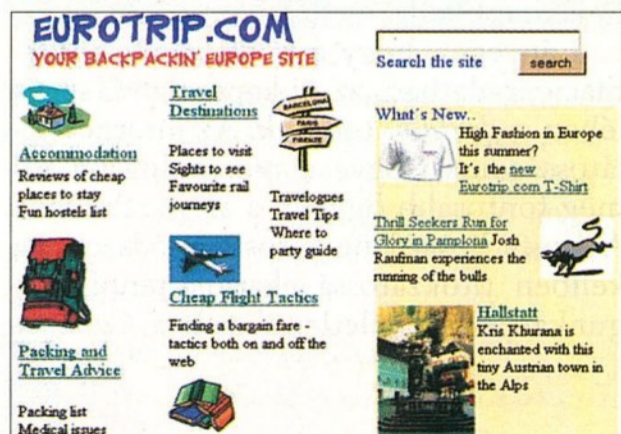 EUROTRIP.COM
YOUR BACKPACKIN' EUROPE SITE
Search the site
search
Accommodation
Reviews of cheap
places to stay
Fun hostels list
Packing and
Travel Advice
Packing list
Medical issues
Travel
Destinations
Places to visit
Sights to see
Favourite rail
journeys
BARCELONA
PARIS
FIRENZE
Travelogues
Travel Tips
Where to
party guide
Cheap Flight Tactics
Finding a bargain fare -
tactics both on and off the
web
What's New..
High Fashion in Europe
this summer?
It's the new
Eurotrip.com T-Shirt
Thrill Seekers Run for
Glory in Pamplona Josh
Raufman experiences the
running of the bulls
Hallstatt
Kris Khurana is
enchanted with this
tiny Austrian town in
the Alps